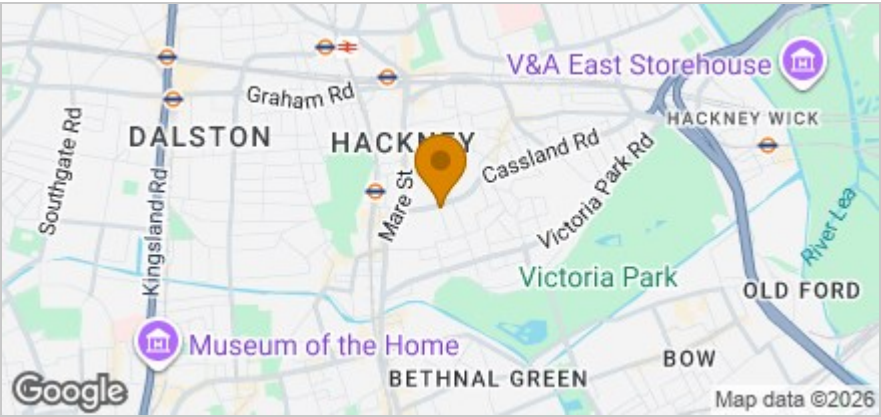 V&A East Storehouse
Graham Rd
HACKNEY WICK
DALSTON
HACKNEY
Cassland Rd
Southgate Rd
Kingsland Rd
Mare St
Victoria Park Rd
River Lea
Victoria Park
OLD FORD
Museum of the Home
BOW
BETHNAL GREEN
Google
Map data ©2026